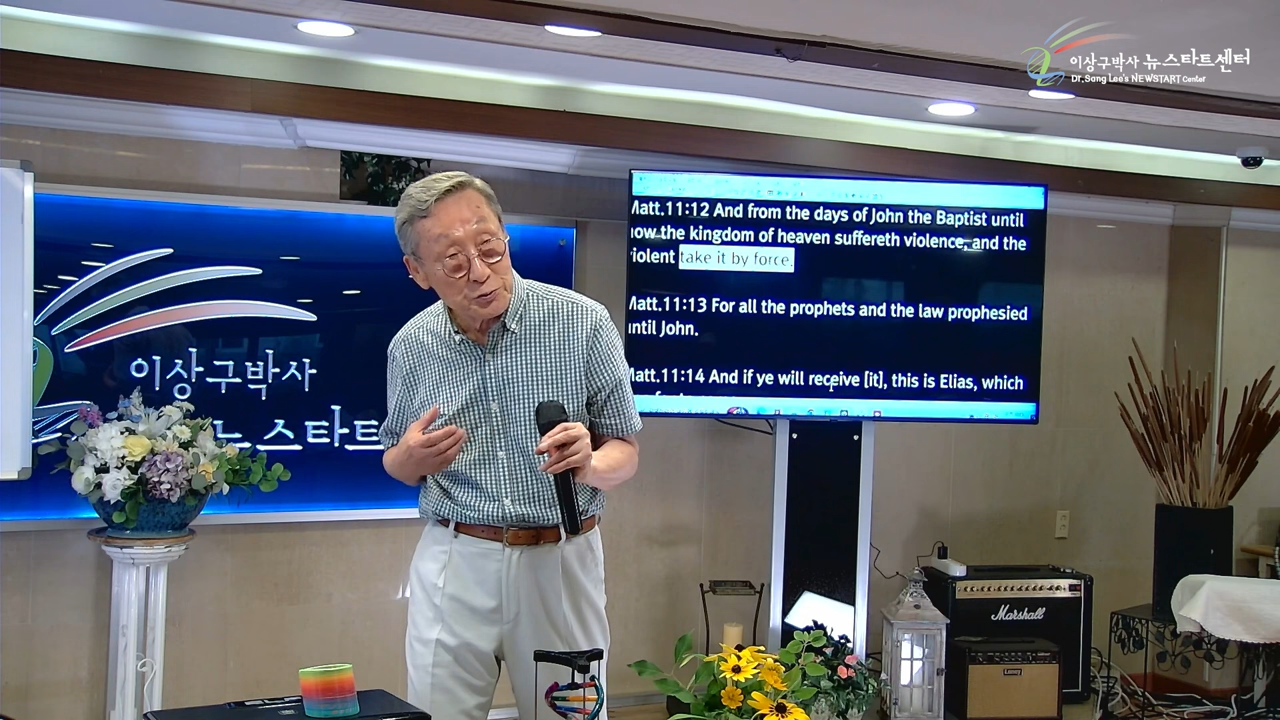 이상구박사 뉴스타트센터
Dr.Sang Lee's NEWSTART Center
이상구박사
뉴스타트
Matt.11:12 And from the days of John the Baptist until
now the kingdom of heaven suffereth violence, and the
violent take it by force.
Matt.11:13 For all the prophets and the law prophesied
until John.
Matt.11:14 And if ye will receive [it], this is Elias, which
Marshall
Laney